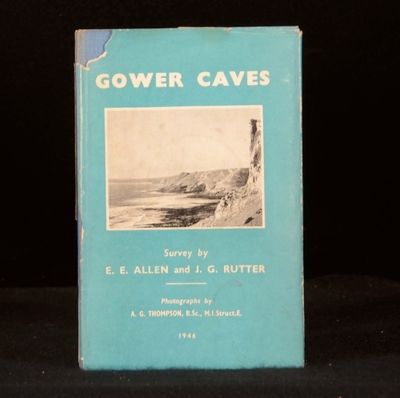 GOWER CAVES
Survey by
E. E. ALLEN and J. G. RUTTER
Photographs by
A. G. THOMPSON, B.Sc., M.I.Struct.E.
1946